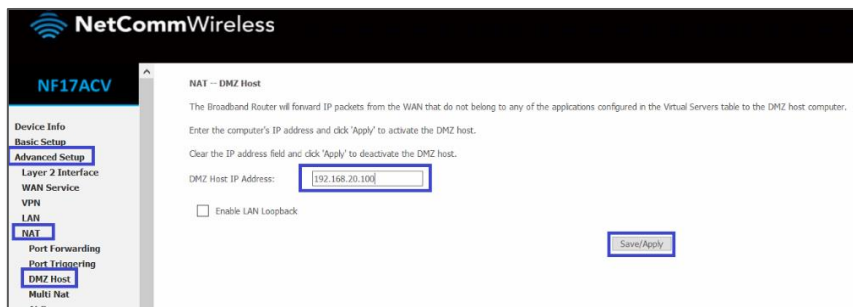 NetCommWireless
NF17ACV
Device Info
Basic Setup
Advanced Setup
Layer 2 Interface
WAN Service
VPN
LAN
NAT
Port Forwarding
Port Triggering
DMZ Host
Multi Nat
NAT -- DMZ Host
The Broadband Router will forward IP packets from the WAN that do not belong to any of the applications configured in the Virtual Servers table to the DMZ host computer.
Enter the computer's IP address and click 'Apply' to activate the DMZ host.
Clear the IP address field and click 'Apply' to deactivate the DMZ host.
DMZ Host IP Address: 192.168.20.100
Enable LAN Loopback
Save/Apply